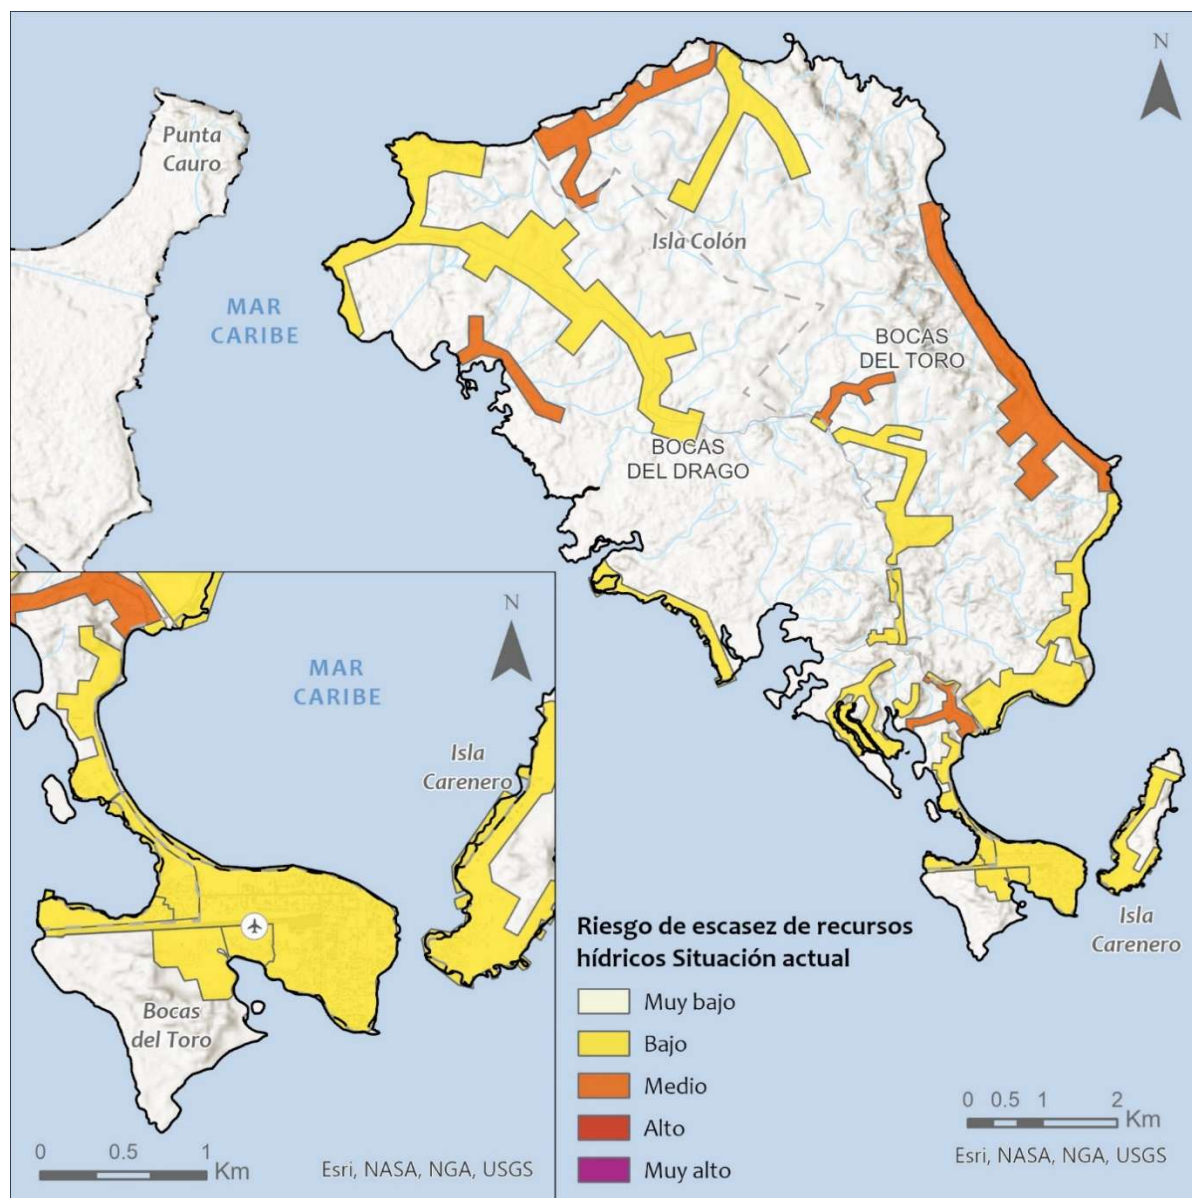 N
Punta
Cauro
Isla Colón
MAR
CARIBE
BOCAS
DEL TORO
BOCAS
DEL DRAGO
N
MAR
CARIBE
Isla
Carenero
Bocas
del Toro
0 0.5 1
Km
Esri, NASA, NGA, USGS
Isla
Carenero
Riesgo de escasez de recursos
hídricos Situación actual
Muy bajo
Bajo
Medio
Alto
Muy alto
0 0.5 1 2
Km
Esri, NASA, NGA, USGS